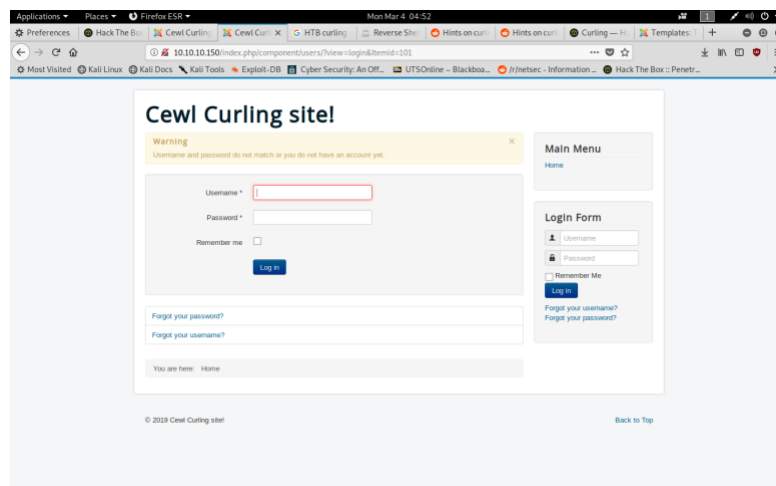 Applications Places Firefox ESR Mon Mar 4 04:52 1
Preferences Hack The Bo Cewl Curling Cewl Curl HTB curling Reverse She Hints on curl Hints on curl Curling — H Templates:
10.10.10.150/index.php/component/users/?view=login&Itemid=101
Most Visited Kali Linux Kali Docs Kali Tools Exploit-DB Cyber Security: An Off... UTSOnline – Blackboa... /r/netsec - Information ... Hack The Box :: Penetr...
Cewl Curling site!
Warning
Username and password do not match or you do not have an account yet.
Username *
Password *
Remember me
Log in
Forgot your password?
Forgot your username?
You are here: Home
Main Menu
Home
Login Form
Username
Password
Remember Me
Log in
Forgot your username?
Forgot your password?
© 2019 Cewl Curling site!
Back to Top